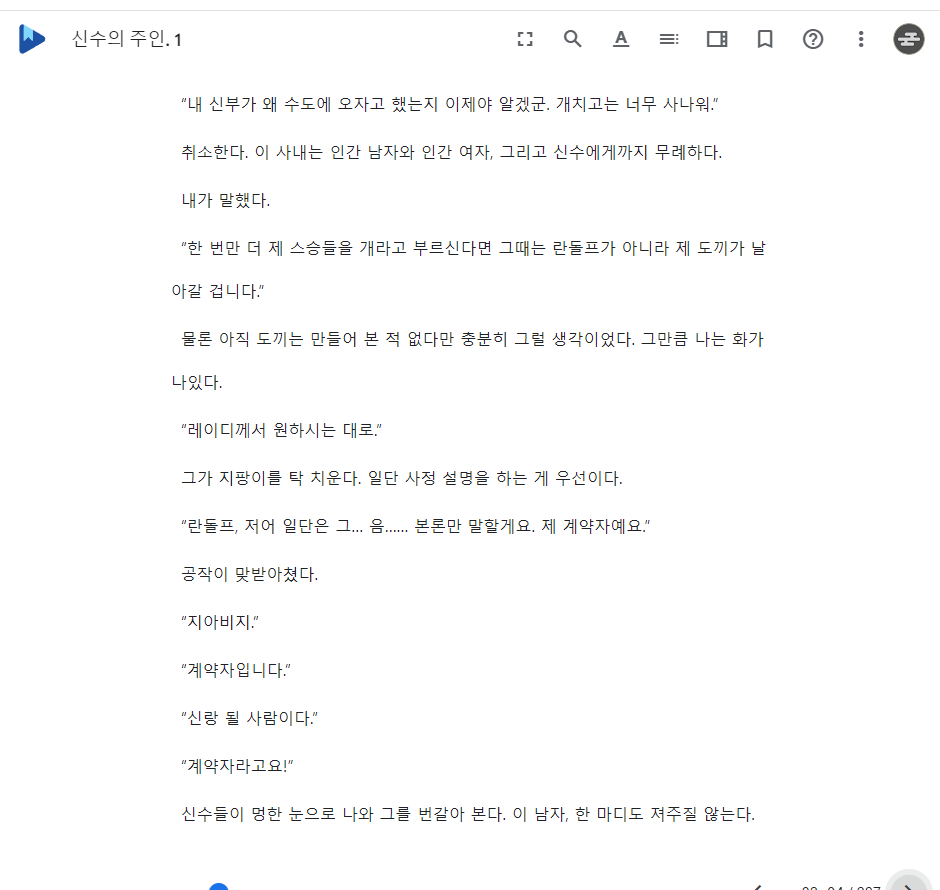 신수의 주인. 1
"내 신부가 왜 수도에 오자고 했는지 이제야 알겠군. 개치고는 너무 사나워."
취소한다. 이 사내는 인간 남자와 인간 여자, 그리고 신수에게까지 무례하다.
내가 말했다.
"한 번만 더 제 스승들을 개라고 부르신다면 그때는 란돌프가 아니라 제 도끼가 날
아갈 겁니다."
물론 아직 도끼는 만들어 본 적 없다만 충분히 그럴 생각이었다. 그만큼 나는 화가
나있다.
"레이디께서 원하시는 대로."
그가 지팡이를 탁 치운다. 일단 사정 설명을 하는 게 우선이다.
"란돌프, 저어 일단은 그... 음...... 본론만 말할게요. 제 계약자예요."
공작이 맞받아쳤다.
"지아비지."
"계약자입니다."
"신랑 될 사람이다."
"계약자라고요!"
신수들이 멍한 눈으로 나와 그를 번갈아 본다. 이 남자, 한 마디도 져주질 않는다.